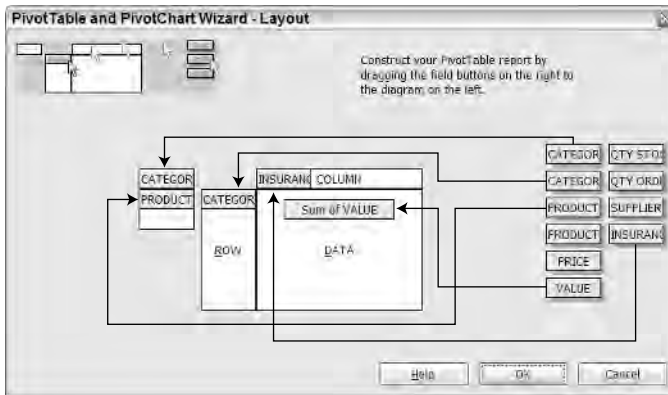 PivotTable and PivotChart Wizard - Layout
Construct your PivotTable report by
dragging the field buttons on the right to
the diagram on the left.
CATEGOR
PRODUCT
CATEGOR
ROW
INSURANC COLUMN
Sum of VALUE
DATA
CATEGOR QTY STO
CATEGOR QTY ORD
PRODUCT SUPPLIER
PRODUCT INSURANC
PRICE
VALUE
Help OK Cancel